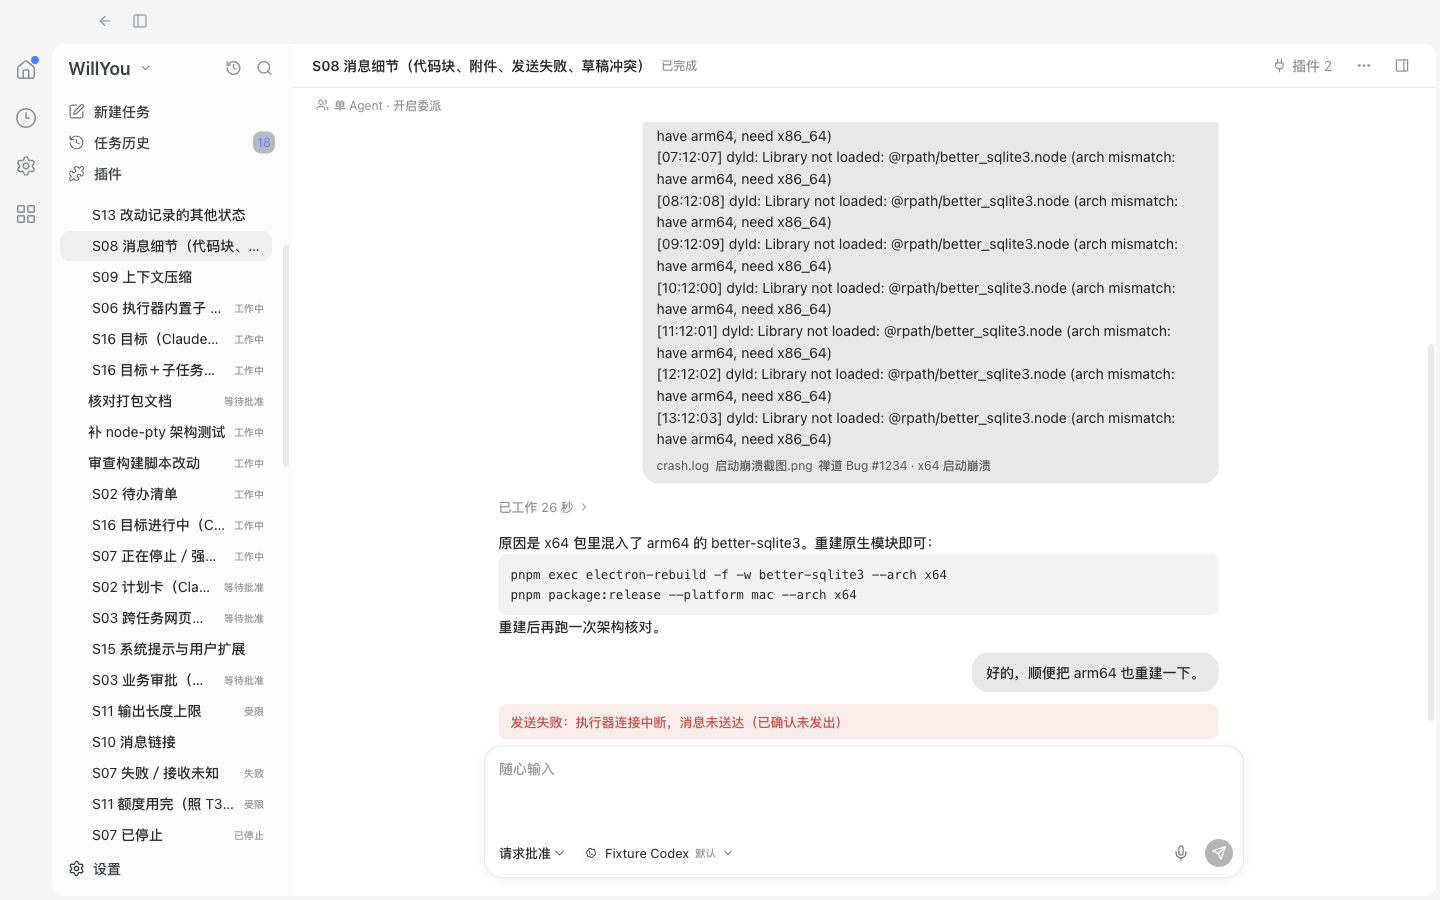 WillYou
新建任务
任务历史 18
插件
S13 改动记录的其他状态
S08 消息细节（代码块、...
S09 上下文压缩
S06 执行器内置子 ... 工作中
S16 目标（Claude... 工作中
S16 目标＋子任务... 工作中
核对打包文档 等待批准
补 node-pty 架构测试 工作中
审查构建脚本改动 工作中
S02 待办清单 工作中
S16 目标进行中（C... 工作中
S07 正在停止 / 强... 工作中
S02 计划卡（Cla... 等待批准
S03 跨任务网页... 等待批准
S15 系统提示与用户扩展
S03 业务审批（... 等待批准
S11 输出长度上限 受限
S10 消息链接
S07 失败 / 接收未知 失败
S11 额度用完（照 T3... 受限
S07 已停止 已停止
设置
S08 消息细节（代码块、附件、发送失败、草稿冲突） 已完成
插件 2
单 Agent · 开启委派
have arm64, need x86_64)
[07:12:07] dyld: Library not loaded: @rpath/better_sqlite3.node (arch mismatch:
have arm64, need x86_64)
[08:12:08] dyld: Library not loaded: @rpath/better_sqlite3.node (arch mismatch:
have arm64, need x86_64)
[09:12:09] dyld: Library not loaded: @rpath/better_sqlite3.node (arch mismatch:
have arm64, need x86_64)
[10:12:00] dyld: Library not loaded: @rpath/better_sqlite3.node (arch mismatch:
have arm64, need x86_64)
[11:12:01] dyld: Library not loaded: @rpath/better_sqlite3.node (arch mismatch:
have arm64, need x86_64)
[12:12:02] dyld: Library not loaded: @rpath/better_sqlite3.node (arch mismatch:
have arm64, need x86_64)
[13:12:03] dyld: Library not loaded: @rpath/better_sqlite3.node (arch mismatch:
have arm64, need x86_64)
crash.log 启动崩溃截图.png 禅道 Bug #1234 · x64 启动崩溃
已工作 26 秒
原因是 x64 包里混入了 arm64 的 better-sqlite3。重建原生模块即可：
pnpm exec electron-rebuild -f -w better-sqlite3 --arch x64
pnpm package:release --platform mac --arch x64
重建后再跑一次架构核对。
好的，顺便把 arm64 也重建一下。
发送失败：执行器连接中断，消息未送达（已确认未发出）
随心输入
请求批准 Fixture Codex 默认